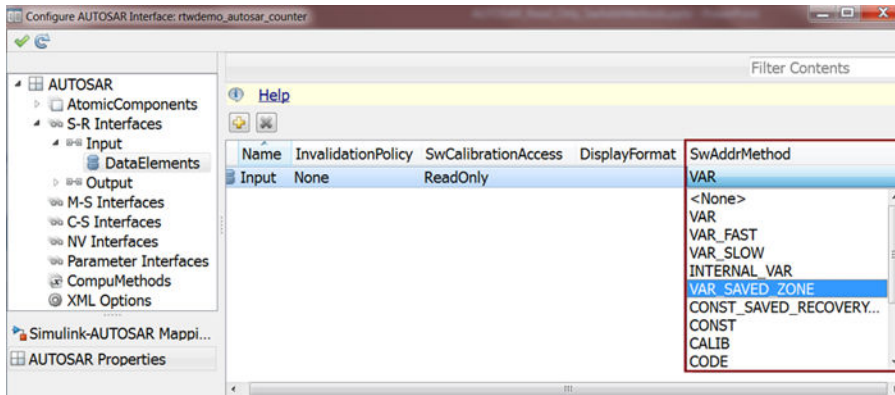 Configure AUTOSAR Interface: rtwdemo_autosar_counter
Filter Contents
AUTOSAR
AtomicComponents
S-R Interfaces
Input
DataElements
Output
M-S Interfaces
C-S Interfaces
NV Interfaces
Parameter Interfaces
CompuMethods
XML Options
Simulink-AUTOSAR Mappi...
AUTOSAR Properties
Help
Name InvalidationPolicy SwCalibrationAccess DisplayFormat SwAddrMethod
Input None ReadOnly VAR
<None>
VAR
VAR_FAST
VAR_SLOW
INTERNAL_VAR
VAR_SAVED_ZONE
CONST_SAVED_RECOVERY...
CONST
CALIB
CODE